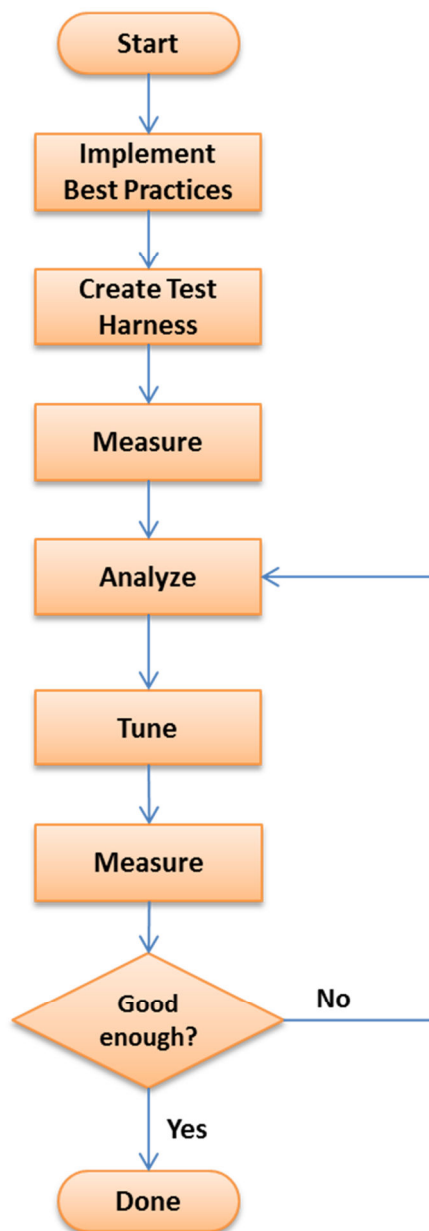 Start
Implement
Best Practices
Create Test
Harness
Measure
Analyze
Tune
Measure
Good
enough?
No
Yes
Done